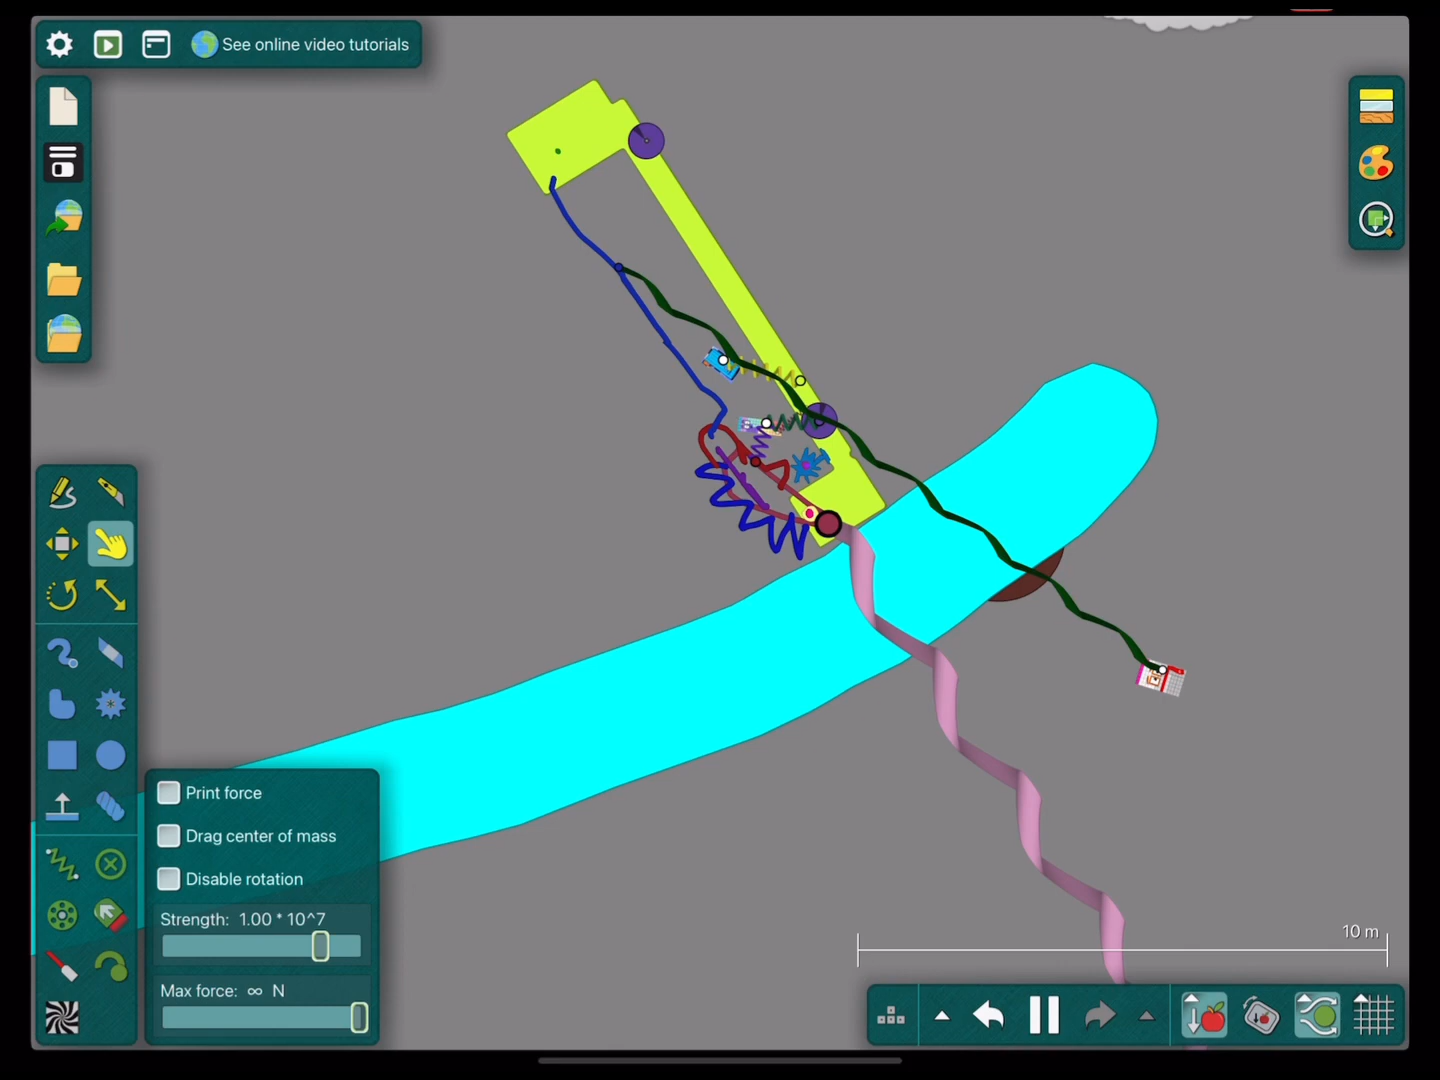 See online video tutorials
Print force
Drag center of mass
Disable rotation
Strength: 1.00 * 10^7
Max force: ∞ N
10 m